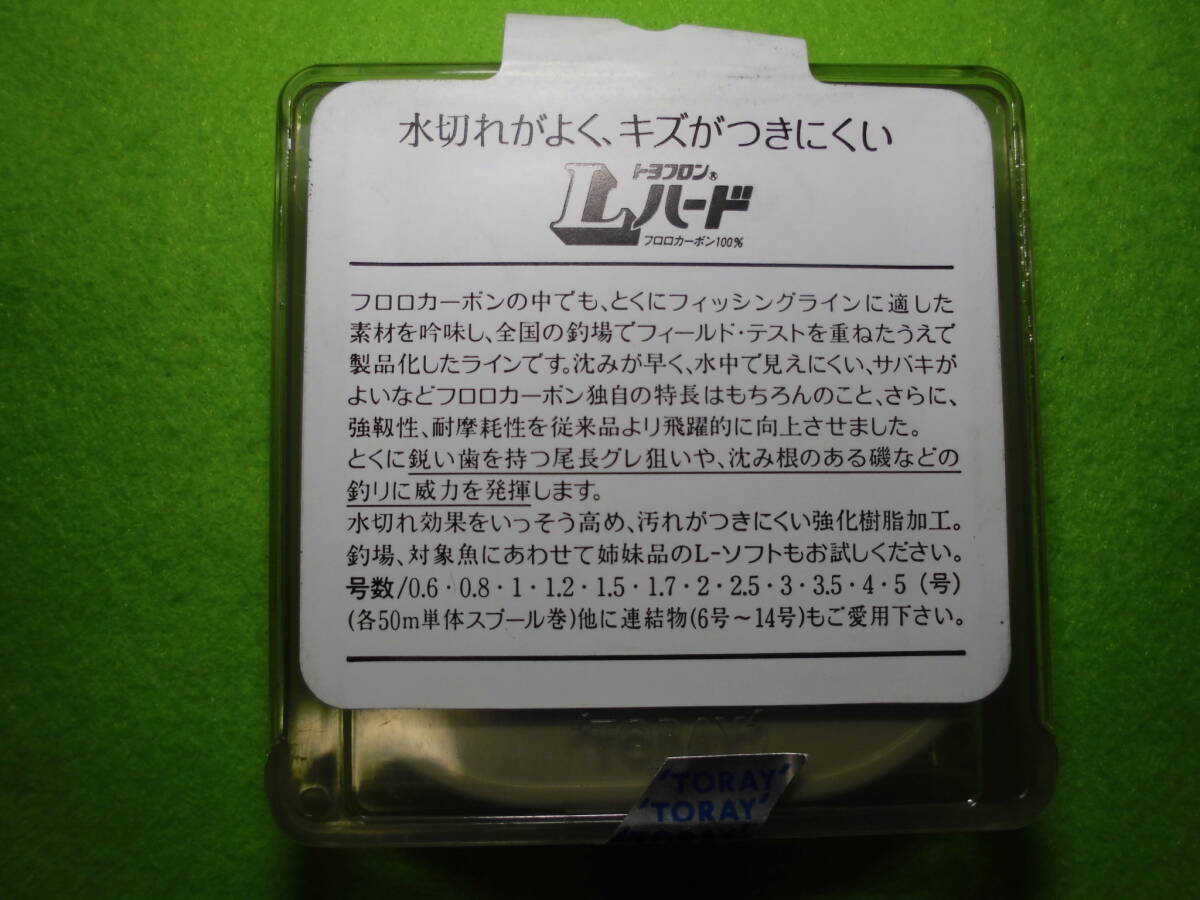 水切れがよく、キズがつきにくい
トヨフロン®
Lハード
フロロカーボン100%
フロロカーボンの中でも、とくにフィッシングラインに適した
素材を吟味し、全国の釣場でフィールド・テストを重ねたうえで
製品化したラインです。沈みが早く、水中で見えにくい、サバキが
よいなどフロロカーボン独自の特長はもちろんのこと、さらに、
強靱性、耐摩耗性を従来品より飛躍的に向上させました。
とくに鋭い歯を持つ尾長グレ狙いや、沈み根のある磯などの
釣りに威力を発揮します。
水切れ効果をいっそう高め、汚れがつきにくい強化樹脂加工。
釣場、対象魚にあわせて姉妹品のL-ソフトもお試しください。
号数/0.6・0.8・1・1.2・1.5・1.7・2・2.5・3・3.5・4・5(号)
(各50m単体スプール巻)他に連結物(6号〜14号)もご愛用下さい。
'TORAY'
'TORAY'
'TORAY'
'TORAY'